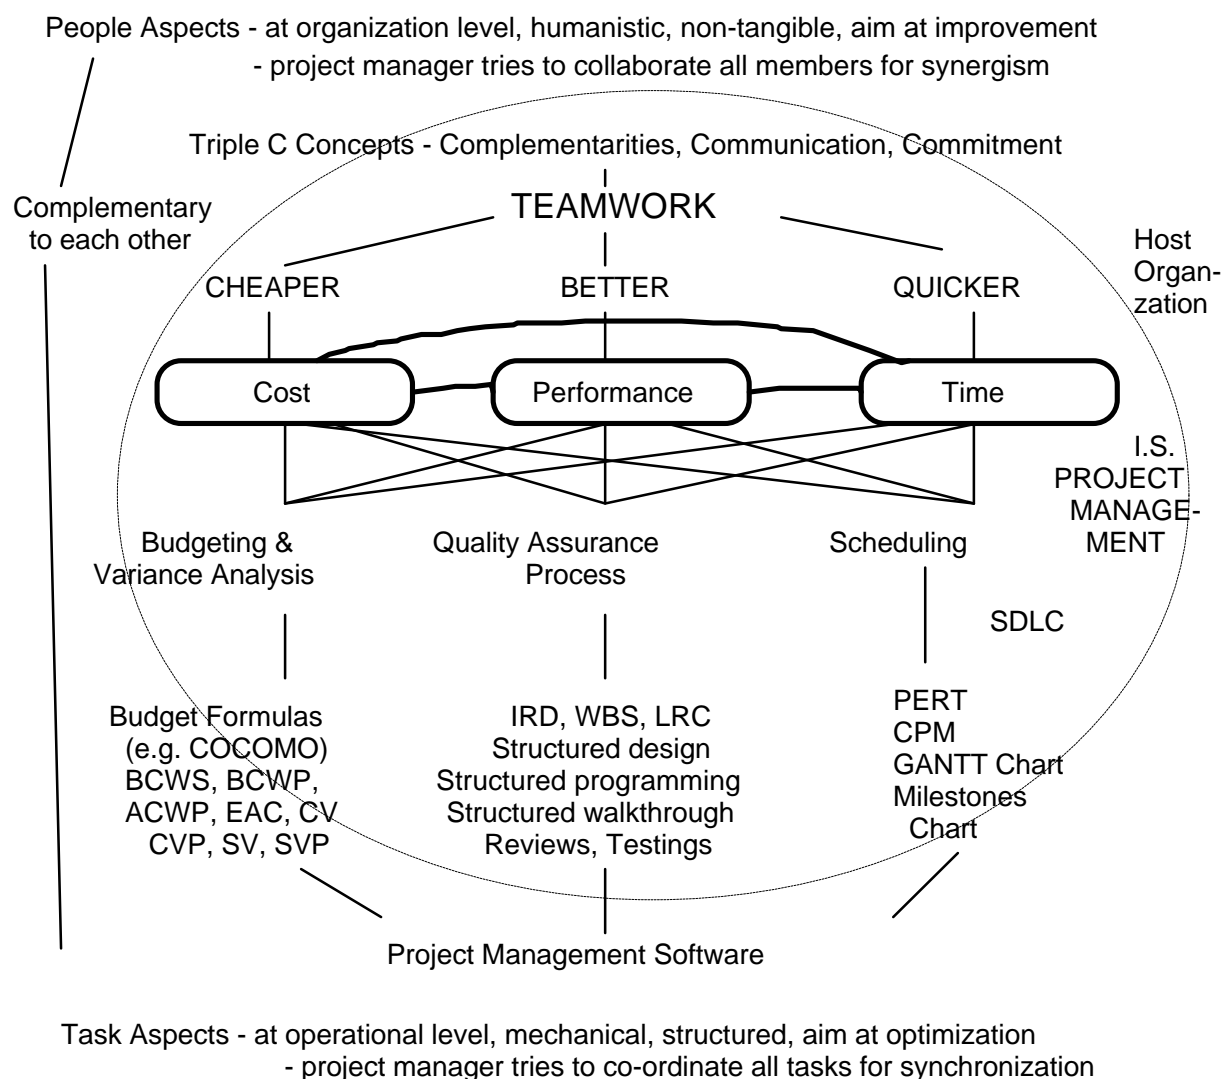 People Aspects - at organization level, humanistic, non-tangible, aim at improvement
- project manager tries to collaborate all members for synergism
Triple C Concepts - Complementarities, Communication, Commitment
TEAMWORK
Complementary
to each other
Host
Organ-
zation
CHEAPER
BETTER
QUICKER
Cost
Performance
Time
I.S.
PROJECT
MANAGE-
MENT
Budgeting &
Variance Analysis
Quality Assurance
Process
Scheduling
SDLC
Budget Formulas
(e.g. COCOMO)
BCWS, BCWP,
ACWP, EAC, CV
CVP, SV, SVP
IRD, WBS, LRC
Structured design
Structured programming
Structured walkthrough
Reviews, Testings
PERT
CPM
GANTT Chart
Milestones
Chart
Project Management Software
Task Aspects - at operational level, mechanical, structured, aim at optimization
- project manager tries to co-ordinate all tasks for synchronization